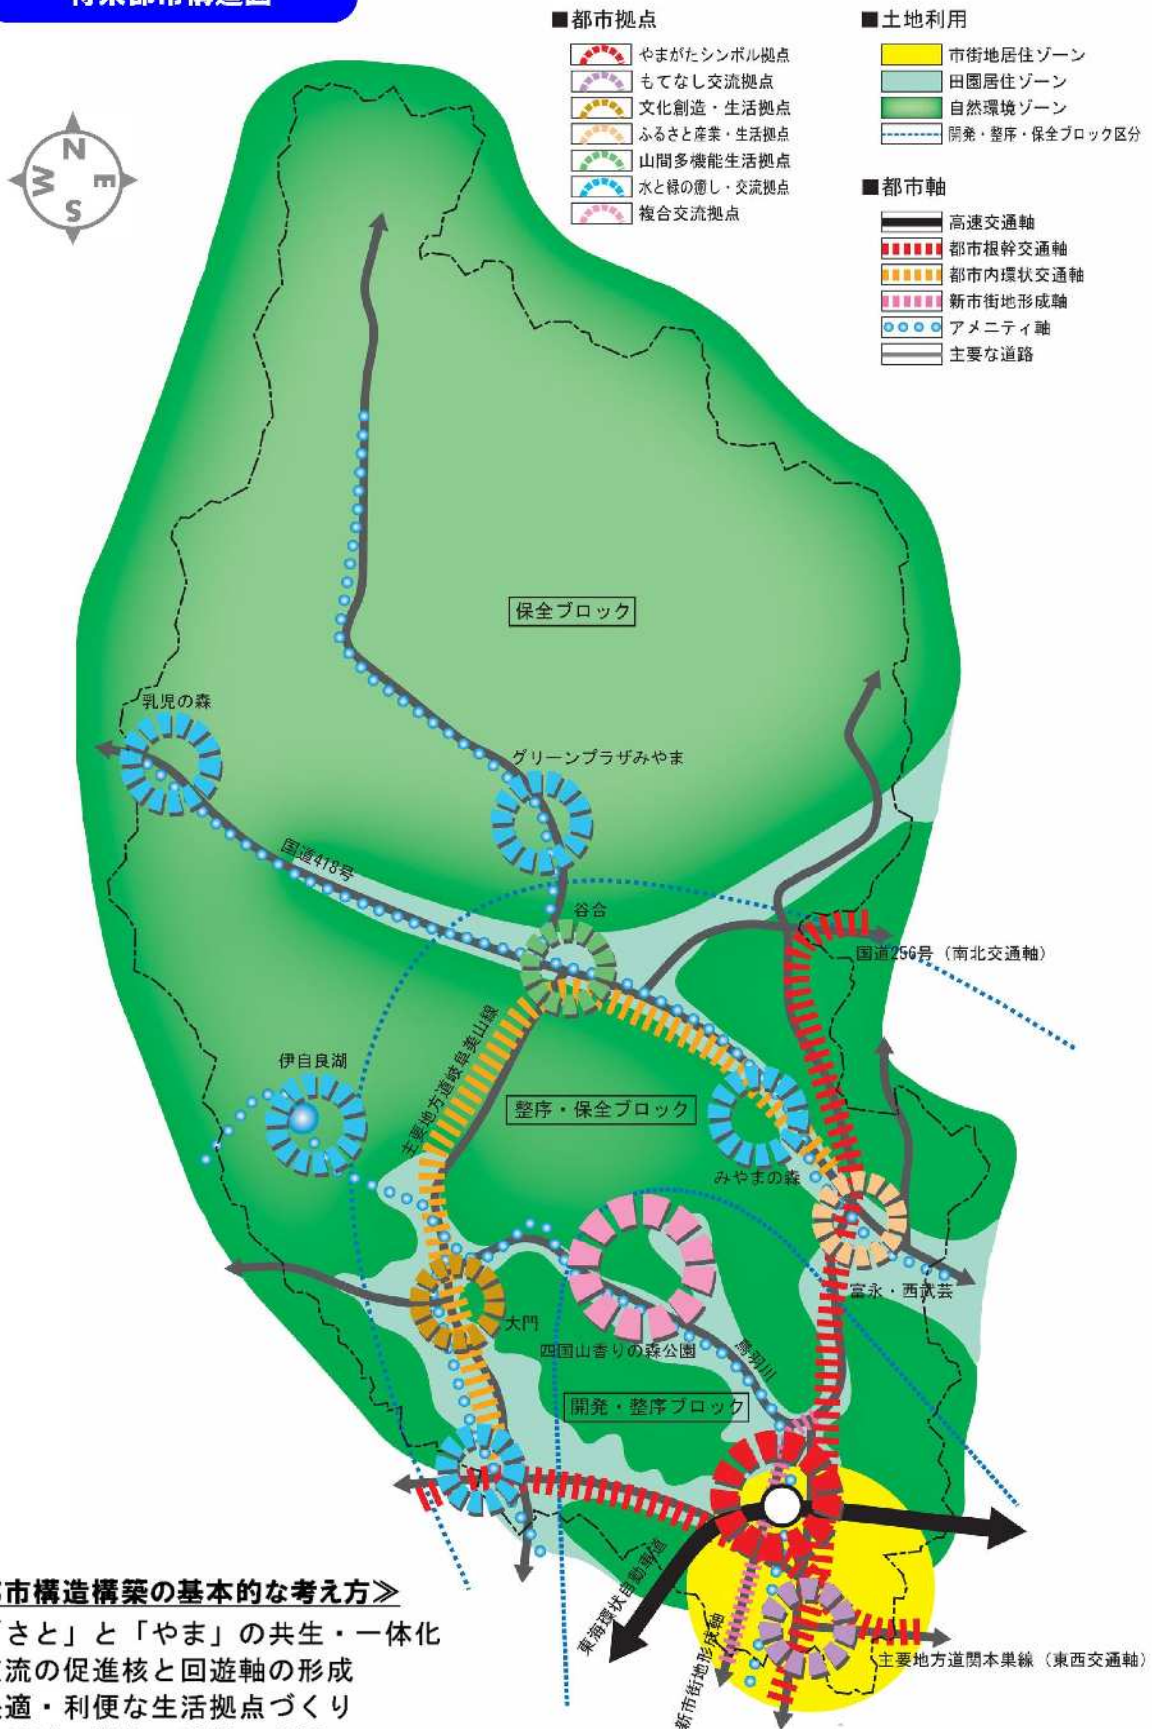 将来都市構造図
■都市拠点
やまがたシンボル拠点
もてなし交流拠点
文化創造・生活拠点
ふるさと産業・生活拠点
山間多機能生活拠点
水と緑の癒し・交流拠点
複合交流拠点
■土地利用
市街地居住ゾーン
田園居住ゾーン
自然環境ゾーン
開発・整序・保全ブロック区分
■都市軸
高速交通軸
都市根幹交通軸
都市内環状交通軸
新市街地形成軸
アメニティ軸
主要な道路
N
W
E
S
保全ブロック
乳児の森
グリーンプラザみやま
国道418号
谷合
国道256号（南北交通軸）
主要地方道岐阜美山線
伊自良湖
整序・保全ブロック
みやまの森
富永・西武芸
大門
四国山香りの森公園
鳥羽川
開発・整序ブロック
東海環状自動車道
新市街地形成軸
主要地方道関本巣線（東西交通軸）
市構造構築の基本的な考え方≫
「さと」と「やま」の共生・一体化
交流の促進核と回遊軸の形成
快適・利便な生活拠点づくり